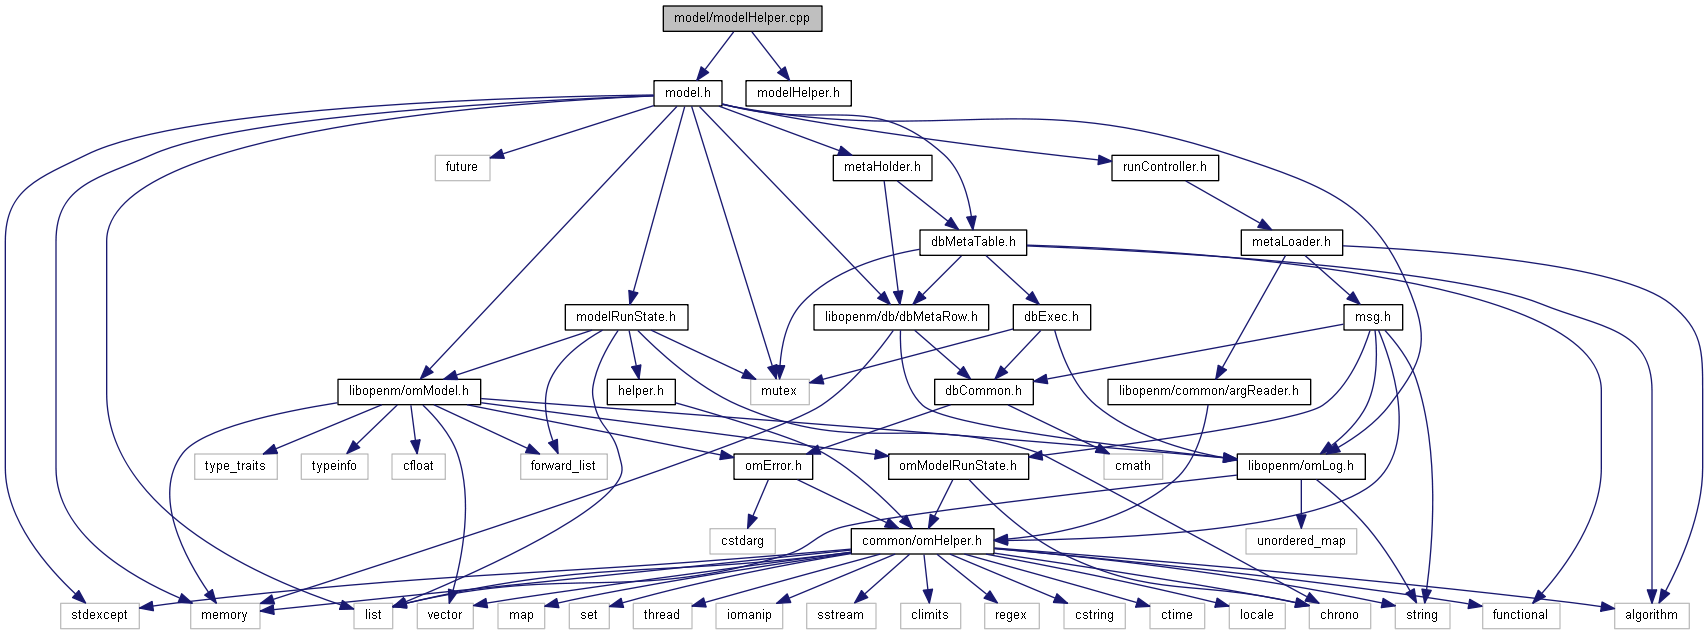 model/modelHelper.cpp
model.h
modelHelper.h
future
metaHolder.h
runController.h
dbMetaTable.h
metaLoader.h
modelRunState.h
libopenm/db/dbMetaRow.h
dbExec.h
msg.h
libopenm/omModel.h
helper.h
mutex
dbCommon.h
libopenm/common/argReader.h
type_traits
typeinfo
cfloat
forward_list
omError.h
omModelRunState.h
cmath
libopenm/omLog.h
cstdarg
common/omHelper.h
unordered_map
stdexcept
memory
list
vector
map
set
thread
iomanip
sstream
climits
regex
cstring
ctime
locale
chrono
string
functional
algorithm